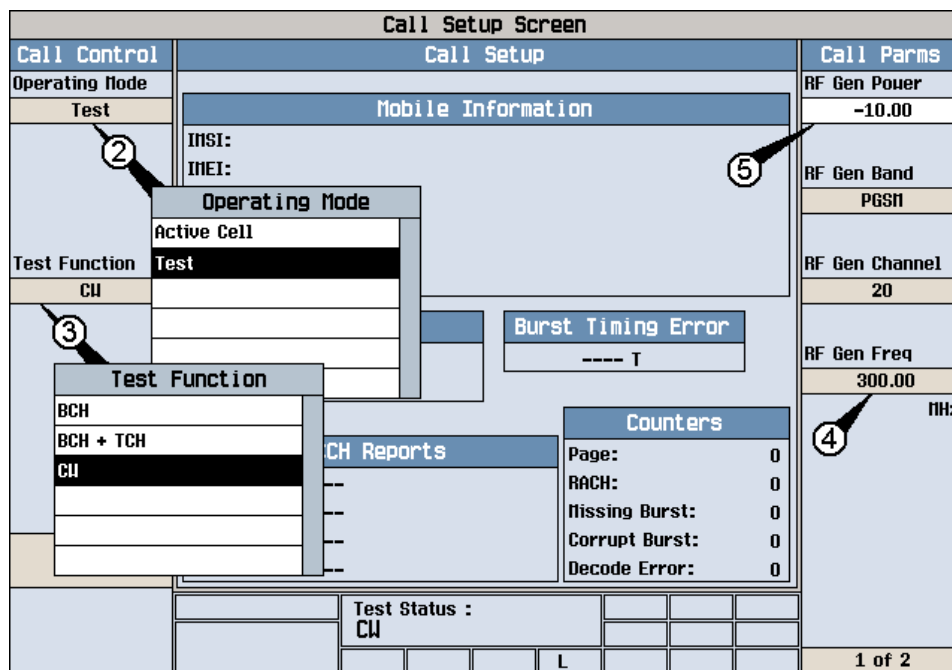 Call Setup Screen
Call Control
Operating Mode
Test
2
Test Function
CW
3
Call Setup
Mobile Information
IMSI:
IMEI:
Operating Mode
Active Cell
Test
Burst Timing Error
---- T
Test Function
BCH
BCH + TCH
CW
CH Reports
--
--
--
--
Counters
Page: 0
RACH: 0
Missing Burst: 0
Corrupt Burst: 0
Decode Error: 0
Test Status :
CW
L
Call Parms
RF Gen Power
-10.00
5
RF Gen Band
PGSM
RF Gen Channel
20
RF Gen Freq
300.00
MHz
4
1 of 2